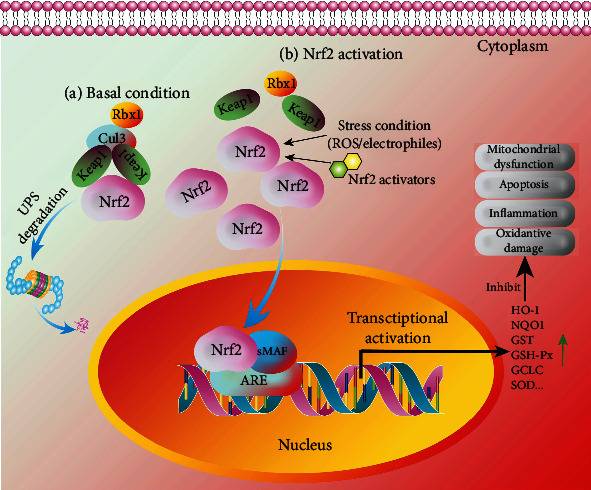 Cytoplasm
(a) Basal condition
Rbx1
Cul3
Keap1
Keap1
Nrf2
UPS
degradation
(b) Nrf2 activation
Rbx1
Keap1
Keap1
Nrf2
Nrf2
Nrf2
Nrf2
Stress condition
(ROS/electrophiles)
Nrf2 activators
Nrf2
sMAF
ARE
Nucleus
Transctiptional
activation
Mitochondrial
dysfunction
Apoptosis
Inflammation
Oxidantive
damage
Inhibit
HO-1
NQO1
GST
GSH-Px
GCLC
SOD...